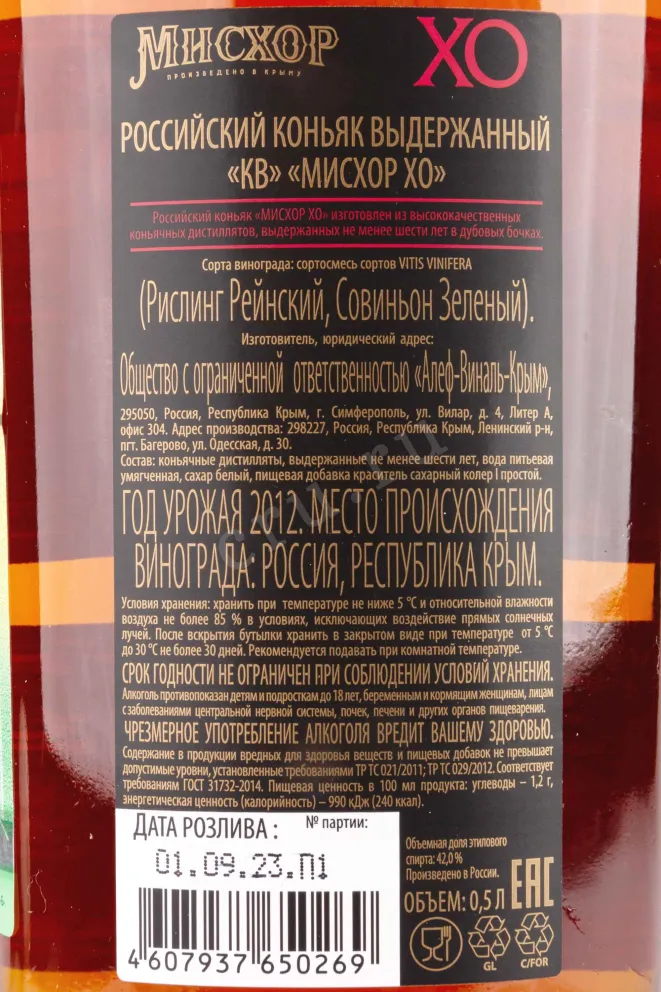 МИСХОР
ПРОИЗВЕДЕНО В КРЫМУ
XO
РОССИЙСКИЙ КОНЬЯК ВЫДЕРЖАННЫЙ
«КВ» «МИСХОР ХО»
Российский коньяк «МИСХОР ХО» изготовлен из высококачественных
коньячных дистиллятов, выдержанных не менее шести лет в дубовых бочках.
Сорта винограда: сортосмесь сортов VITIS VINIFERA
(Рислинг Рейнский, Совиньон Зеленый).
Изготовитель, юридический адрес:
Общество с ограниченной ответственностью «Алеф-Виналь-Крым»,
295050, Россия, Республика Крым, г. Симферополь, ул. Вилар, д. 4, Литер А,
офис 304. Адрес производства: 298227, Россия, Республика Крым, Ленинский р-н,
пгт. Багерово, ул. Одесская, д. 30.
Состав: коньячные дистилляты, выдержанные не менее шести лет, вода питьевая
умягченная, сахар белый, пищевая добавка краситель сахарный колер I простой.
ГОД УРОЖАЯ 2012. МЕСТО ПРОИСХОЖДЕНИЯ
ВИНОГРАДА: РОССИЯ, РЕСПУБЛИКА КРЫМ.
Условия хранения: хранить при температуре не ниже 5 °С и относительной влажности
воздуха не более 85 % в условиях, исключающих воздействие прямых солнечных
лучей. После вскрытия бутылки хранить в закрытом виде при температуре от 5 °С
до 30 °С не более 30 дней. Рекомендуется подавать при комнатной температуре.
СРОК ГОДНОСТИ НЕ ОГРАНИЧЕН ПРИ СОБЛЮДЕНИИ УСЛОВИЙ ХРАНЕНИЯ.
Алкоголь противопоказан детям и подросткам до 18 лет, беременным и кормящим женщинам, лицам
с заболеваниями центральной нервной системы, почек, печени и других органов пищеварения.
ЧРЕЗМЕРНОЕ УПОТРЕБЛЕНИЕ АЛКОГОЛЯ ВРЕДИТ ВАШЕМУ ЗДОРОВЬЮ.
Содержание в продукции вредных для здоровья веществ и пищевых добавок не превышает
допустимые уровни, установленные требованиями ТР ТС 021/2011; ТР ТС 029/2012. Соответствует
требованиям ГОСТ 31732-2014. Пищевая ценность в 100 мл продукта: углеводы – 1,2 г,
энергетическая ценность (калорийность) – 990 кДж (240 ккал).
ДАТА РОЗЛИВА : № партии:
01.09.23.П1
4 607937 650269
Объемная доля этилового
спирта: 42,0 %
Произведено в России.
ОБЪЕМ: 0,5 Л
EAC
GL
C/FOR
cru.ru